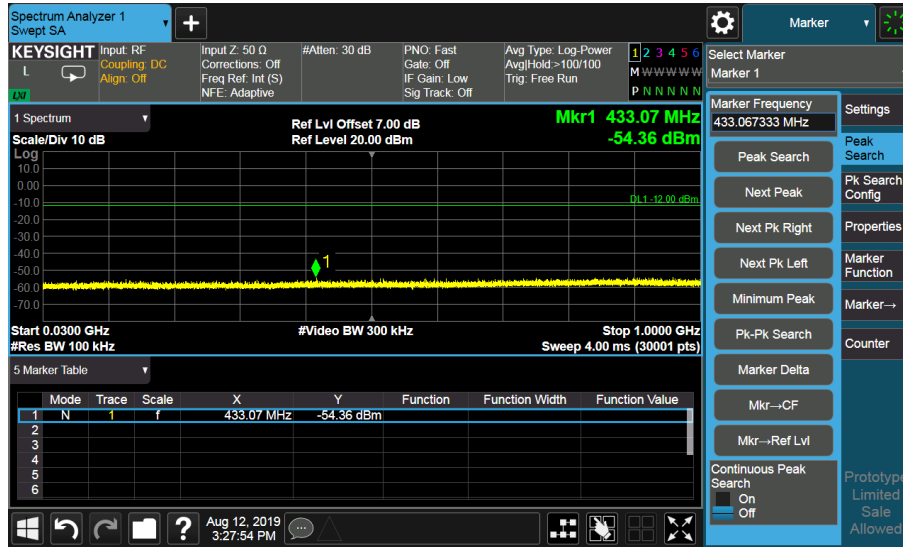 Spectrum Analyzer 1
Swept SA
Marker
KEYSIGHT
L
LXI
Input: RF
Coupling: DC
Align: Off
Input Z: 50 Ω
Corrections: Off
Freq Ref: Int (S)
NFE: Adaptive
#Atten: 30 dB
PNO: Fast
Gate: Off
IF Gain: Low
Sig Track: Off
Avg Type: Log-Power
Avg|Hold:>100/100
Trig: Free Run
1 2 3 4 5 6
M W W W W W
P N N N N N
Select Marker
Marker 1
1 Spectrum
Scale/Div 10 dB
Ref Lvl Offset 7.00 dB
Ref Level 20.00 dBm
Mkr1 433.07 MHz
-54.36 dBm
Log
10.0
0.00
-10.0
-20.0
-30.0
-40.0
-50.0
-60.0
-70.0
DL1 -12.00 dBm
1
Start 0.0300 GHz
#Res BW 100 kHz
#Video BW 300 kHz
Stop 1.0000 GHz
Sweep 4.00 ms (30001 pts)
5 Marker Table
Mode Trace Scale X Y Function Function Width Function Value
1 N 1 f 433.07 MHz -54.36 dBm
2
3
4
5
6
Aug 12, 2019
3:27:54 PM
Marker Frequency
433.067333 MHz
Peak Search
Next Peak
Next Pk Right
Next Pk Left
Minimum Peak
Pk-Pk Search
Marker Delta
Mkr→CF
Mkr→Ref Lvl
Continuous Peak
Search
On
Off
Settings
Peak
Search
Pk Search
Config
Properties
Marker
Function
Marker→
Counter
Prototype
Limited
Sale
Allowed